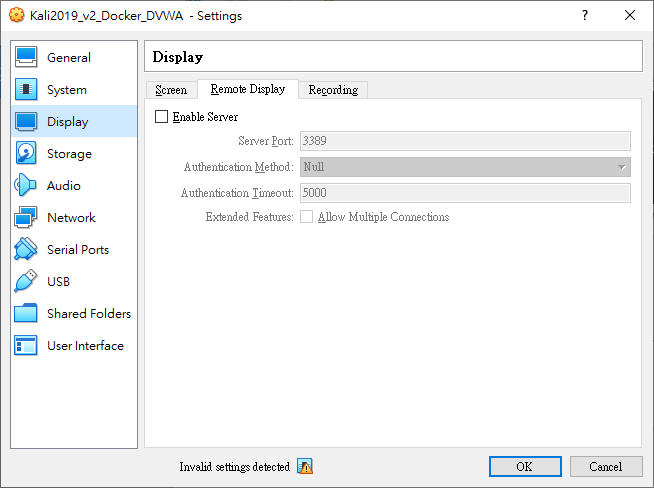 Kali2019_v2_Docker_DVWA - Settings
?
General
System
Display
Storage
Audio
Network
Serial Ports
USB
Shared Folders
User Interface
Display
Screen
Remote Display
Recording
Enable Server
Server Port: 3389
Authentication Method: Null
Authentication Timeout: 5000
Extended Features: Allow Multiple Connections
Invalid settings detected
OK
Cancel